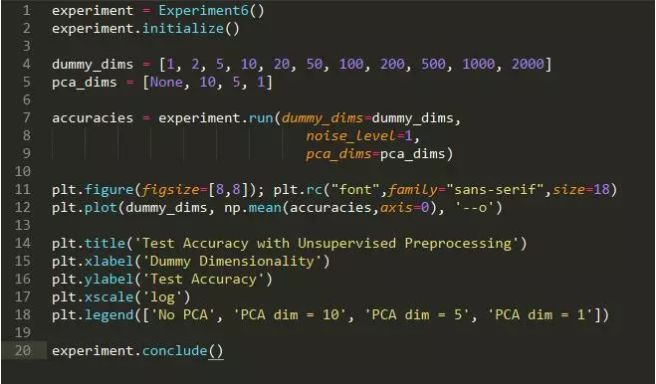 1 experiment = Experiment6()
2 experiment.initialize()
3
4 dummy_dims = [1, 2, 5, 10, 20, 50, 100, 200, 500, 1000, 2000]
5 pca_dims = [None, 10, 5, 1]
6
7 accuracies = experiment.run(dummy_dims=dummy_dims,
8                             noise_level=1,
9                             pca_dims=pca_dims)
10
11 plt.figure(figsize=[8,8]); plt.rc("font",family="sans-serif",size=18)
12 plt.plot(dummy_dims, np.mean(accuracies,axis=0), '--o')
13
14 plt.title('Test Accuracy with Unsupervised Preprocessing')
15 plt.xlabel('Dummy Dimensionality')
16 plt.ylabel('Test Accuracy')
17 plt.xscale('log')
18 plt.legend(['No PCA', 'PCA dim = 10', 'PCA dim = 5', 'PCA dim = 1'])
19
20 experiment.conclude()